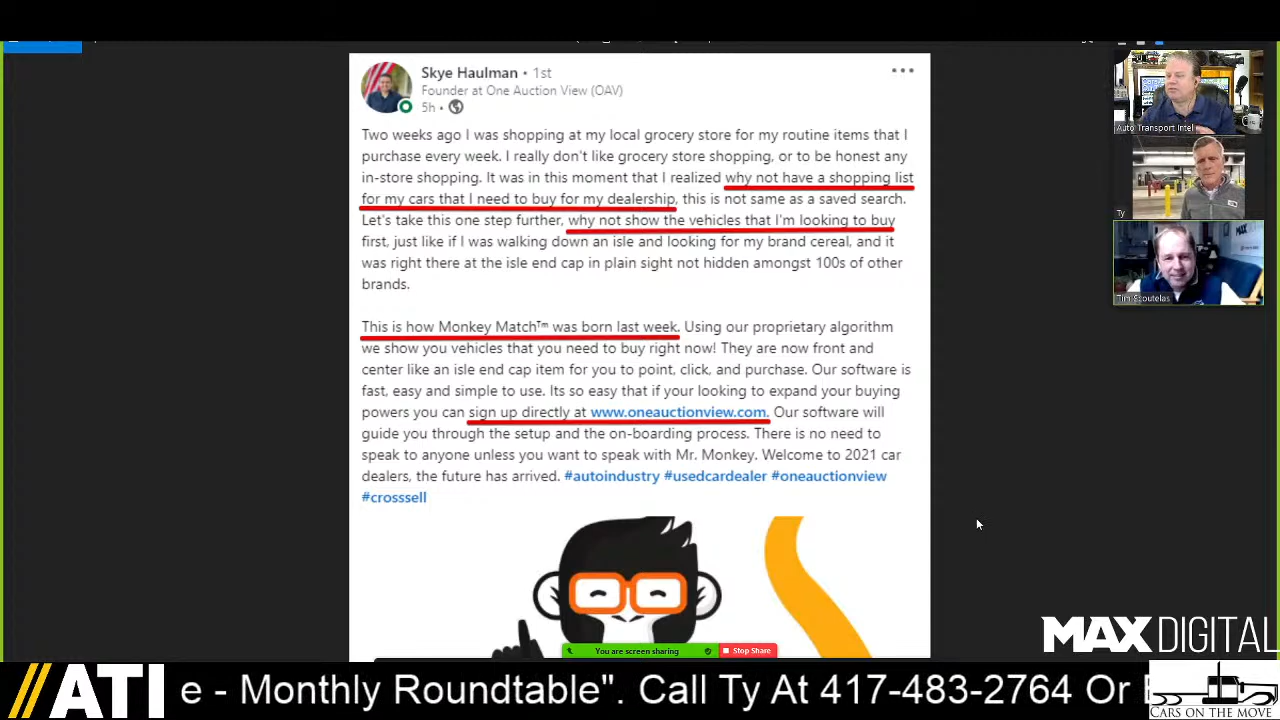 Skye Haulman • 1st
Founder at One Auction View (OAV)
5h •
Two weeks ago I was shopping at my local grocery store for my routine items that I
purchase every week. I really don't like grocery store shopping, or to be honest any
in-store shopping. It was in this moment that I realized why not have a shopping list
for my cars that I need to buy for my dealership, this is not same as a saved search.
Let's take this one step further, why not show the vehicles that I'm looking to buy
first, just like if I was walking down an isle and looking for my brand cereal, and it
was right there at the isle end cap in plain sight not hidden amongst 100s of other
brands.
This is how Monkey Match™ was born last week. Using our proprietary algorithm
we show you vehicles that you need to buy right now! They are now front and
center like an isle end cap item for you to point, click, and purchase. Our software is
fast, easy and simple to use. Its so easy that if your looking to expand your buying
powers you can sign up directly at www.oneauctionview.com. Our software will
guide you through the setup and the on-boarding process. There is no need to
speak to anyone unless you want to speak with Mr. Monkey. Welcome to 2021 car
dealers, the future has arrived. #autoindustry #usedcardealer #oneauctionview
#crosssell
Auto Transport Intel
Ty
MAX
Tim Scoutelas
You are screen sharing
Stop Share
MAXDIGITAL
//ATI
e - Monthly Roundtable". Call Ty At 417-483-2764 Or
CARS ON THE MOVE